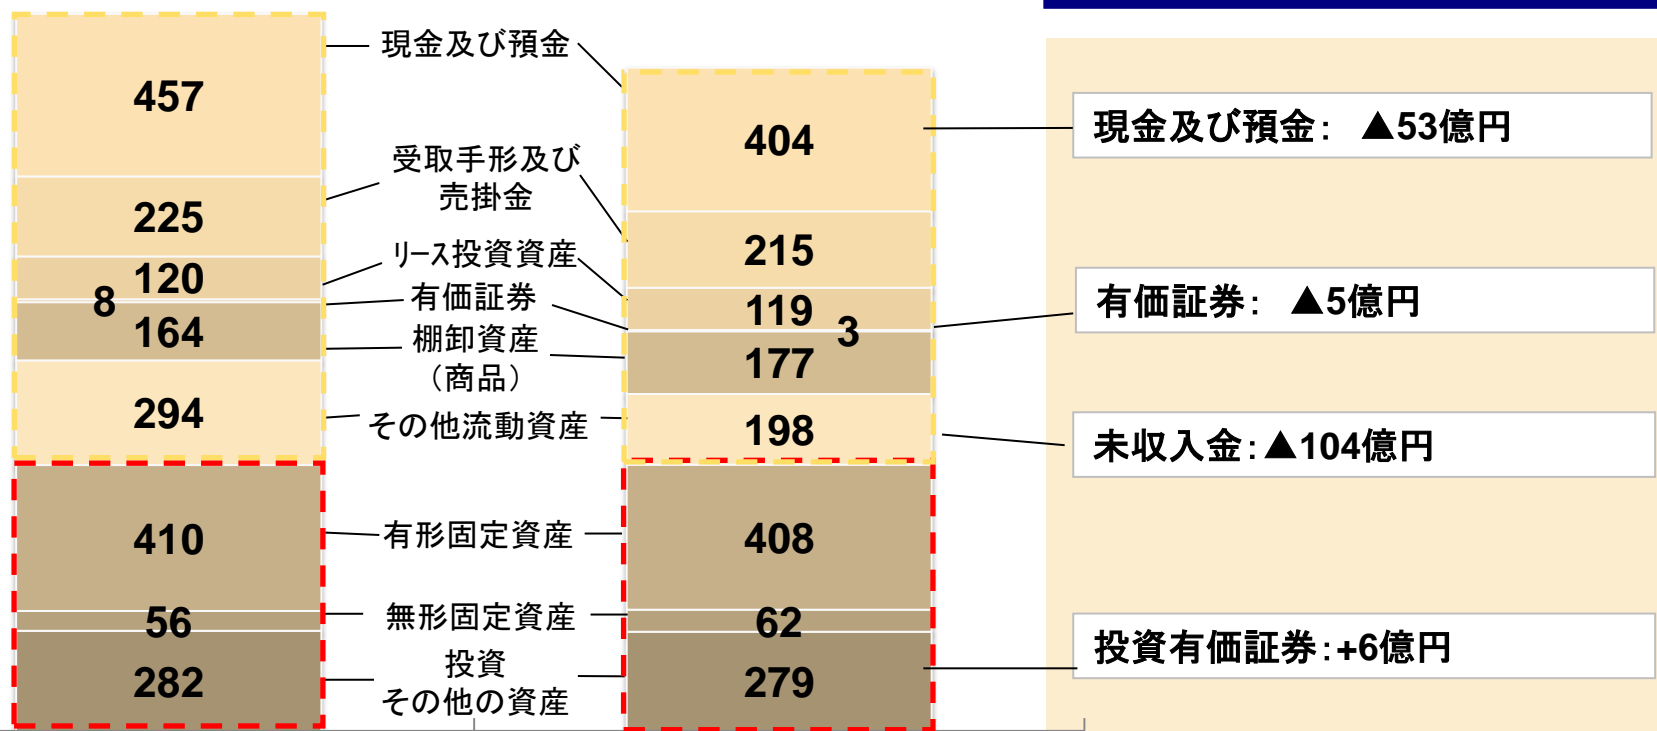 457
225
120
8
164
294
410
56
282
現金及び預金
受取手形及び
売掛金
リース投資資産
有価証券
棚卸資産
（商品）
その他流動資産
有形固定資産
無形固定資産
投資
その他の資産
404
215
119
3
177
198
408
62
279
現金及び預金： ▲53億円
有価証券： ▲5億円
未収入金：▲104億円
投資有価証券：+6億円